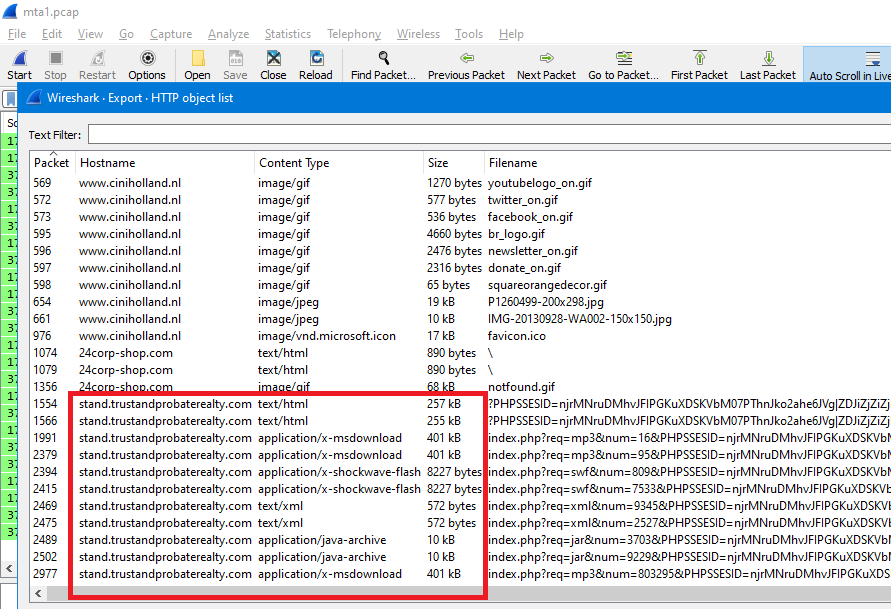 mta1.pcap
File Edit View Go Capture Analyze Statistics Telephony Wireless Tools Help
Start Stop Restart Options Open Save Close Reload Find Packet... Previous Packet Next Packet Go to Packet... First Packet Last Packet Auto Scroll in Live
Wireshark · Export · HTTP object list
Text Filter:
Packet Hostname Content Type Size Filename
569 www.ciniholland.nl image/gif 1270 bytes youtubelogo_on.gif
572 www.ciniholland.nl image/gif 577 bytes twitter_on.gif
573 www.ciniholland.nl image/gif 536 bytes facebook_on.gif
595 www.ciniholland.nl image/gif 4660 bytes br_logo.gif
596 www.ciniholland.nl image/gif 2476 bytes newsletter_on.gif
597 www.ciniholland.nl image/gif 2316 bytes donate_on.gif
598 www.ciniholland.nl image/gif 65 bytes squareorangedecor.gif
654 www.ciniholland.nl image/jpeg 19 kB P1260499-200x298.jpg
661 www.ciniholland.nl image/jpeg 10 kB IMG-20130928-WA002-150x150.jpg
976 www.ciniholland.nl image/vnd.microsoft.icon 17 kB favicon.ico
1074 24corp-shop.com text/html 890 bytes \
1079 24corp-shop.com text/html 890 bytes \
1356 24corp-shop.com image/gif 68 kB notfound.gif
1554 stand.trustandprobaterealty.com text/html 257 kB ?PHPSSESID=njrMNruDMhvJFIPGKuXDSKVbM07PThnJko2ahe6JVg|ZDJiZjZiZj
1566 stand.trustandprobaterealty.com text/html 255 kB ?PHPSSESID=njrMNruDMhvJFIPGKuXDSKVbM07PThnJko2ahe6JVg|ZDJiZjZiZj
1991 stand.trustandprobaterealty.com application/x-msdownload 401 kB index.php?req=mp3&num=16&PHPSSESID=njrMNruDMhvJFIPGKuXDSKV
2379 stand.trustandprobaterealty.com application/x-msdownload 401 kB index.php?req=mp3&num=95&PHPSSESID=njrMNruDMhvJFIPGKuXDSKV
2394 stand.trustandprobaterealty.com application/x-shockwave-flash 8227 bytes index.php?req=swf&num=809&PHPSSESID=njrMNruDMhvJFIPGKuXDSK
2415 stand.trustandprobaterealty.com application/x-shockwave-flash 8227 bytes index.php?req=swf&num=7533&PHPSSESID=njrMNruDMhvJFIPGKuXDS
2469 stand.trustandprobaterealty.com text/xml 572 bytes index.php?req=xml&num=9345&PHPSSESID=njrMNruDMhvJFIPGKuXDS
2475 stand.trustandprobaterealty.com text/xml 572 bytes index.php?req=xml&num=2527&PHPSSESID=njrMNruDMhvJFIPGKuXDS
2489 stand.trustandprobaterealty.com application/java-archive 10 kB index.php?req=jar&num=3703&PHPSSESID=njrMNruDMhvJFIPGKuXDSK
2502 stand.trustandprobaterealty.com application/java-archive 10 kB index.php?req=jar&num=9229&PHPSSESID=njrMNruDMhvJFIPGKuXDSK
2977 stand.trustandprobaterealty.com application/x-msdownload 401 kB index.php?req=mp3&num=803295&PHPSSESID=njrMNruDMhvJFIPGKuX